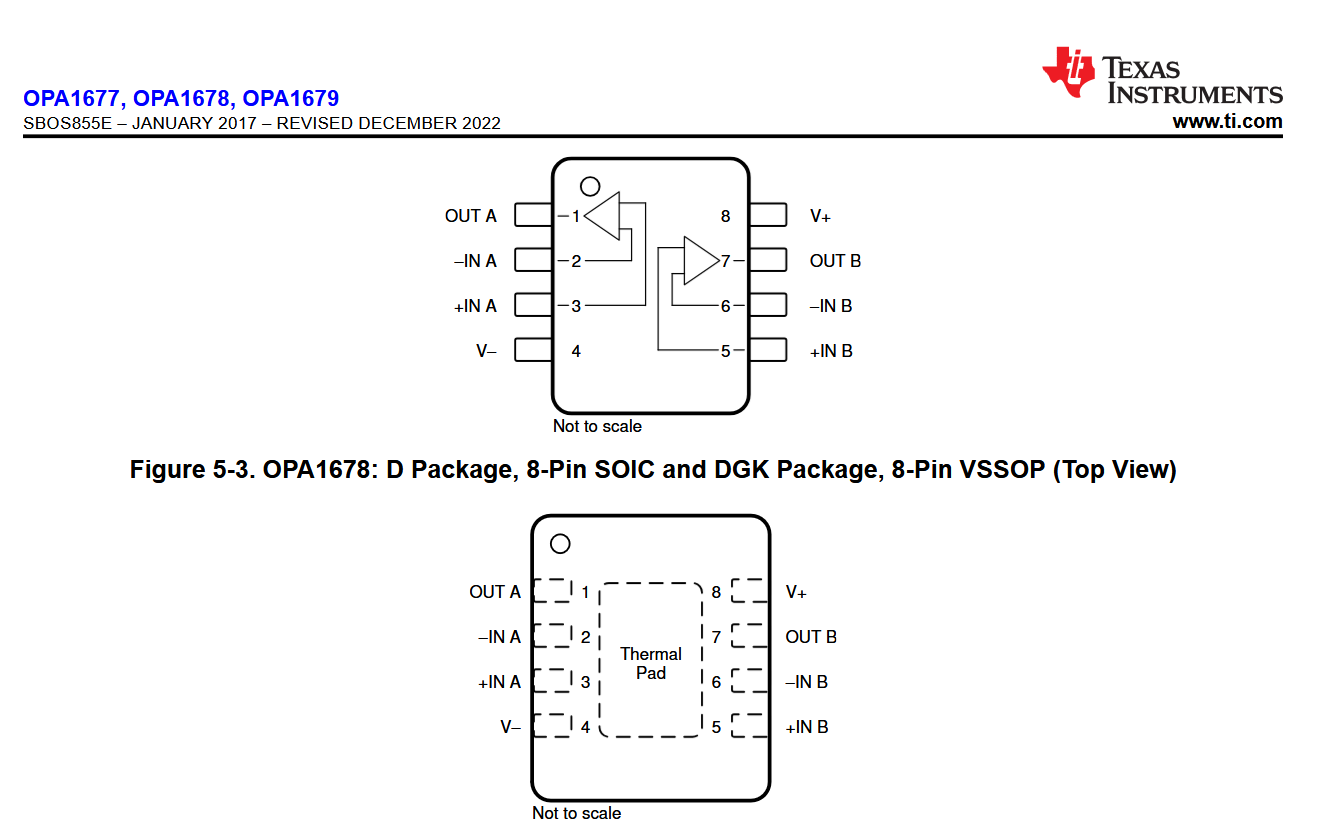 TEXAS
INSTRUMENTS
OPA1677, OPA1678, OPA1679
SBOS855E – JANUARY 2017 – REVISED DECEMBER 2022
www.ti.com
OUT A 1 8 V+
–IN A 2 7 OUT B
+IN A 3 6 –IN B
V– 4 5 +IN B
Not to scale
Figure 5-3. OPA1678: D Package, 8-Pin SOIC and DGK Package, 8-Pin VSSOP (Top View)
OUT A 1 8 V+
–IN A 2 7 OUT B
Thermal
Pad
+IN A 3 6 –IN B
V– 4 5 +IN B
Not to scale